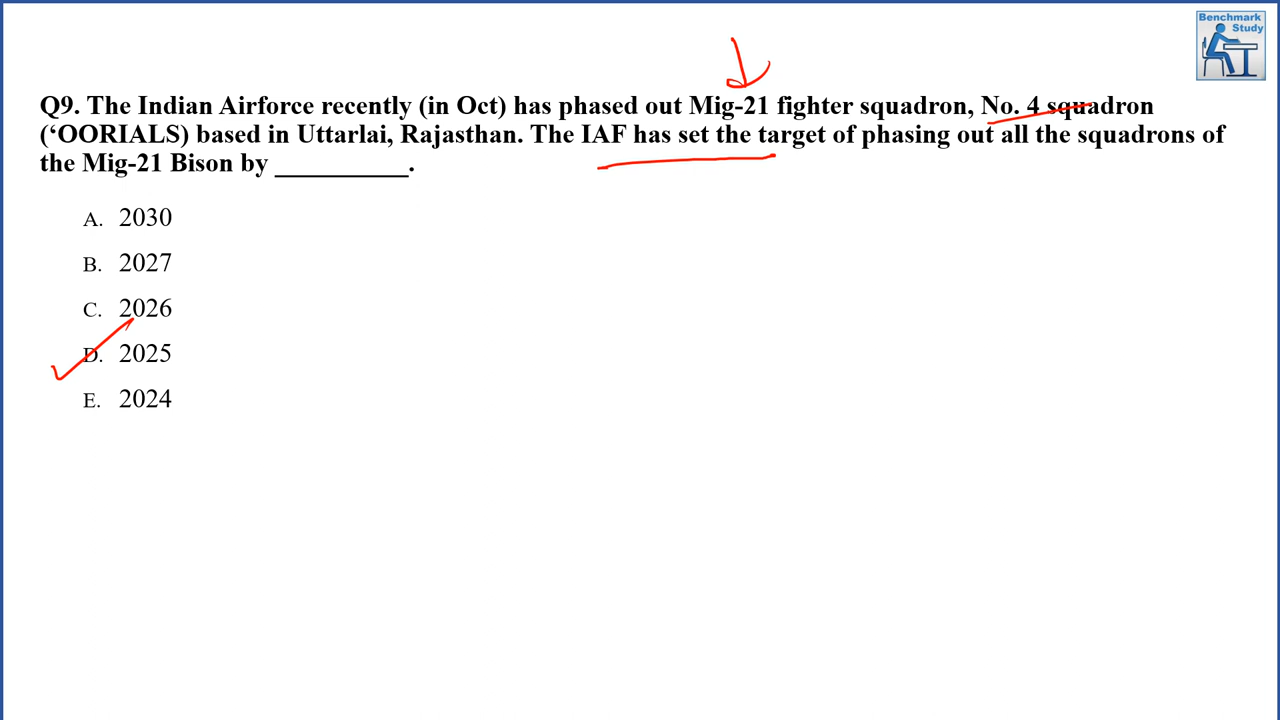 Benchmark
Study
Q9. The Indian Airforce recently (in Oct) has phased out Mig-21 fighter squadron, No. 4 squadron
(‘OORIALS) based in Uttarlai, Rajasthan. The IAF has set the target of phasing out all the squadrons of
the Mig-21 Bison by __________.
A. 2030
B. 2027
C. 2026
D. 2025
E. 2024